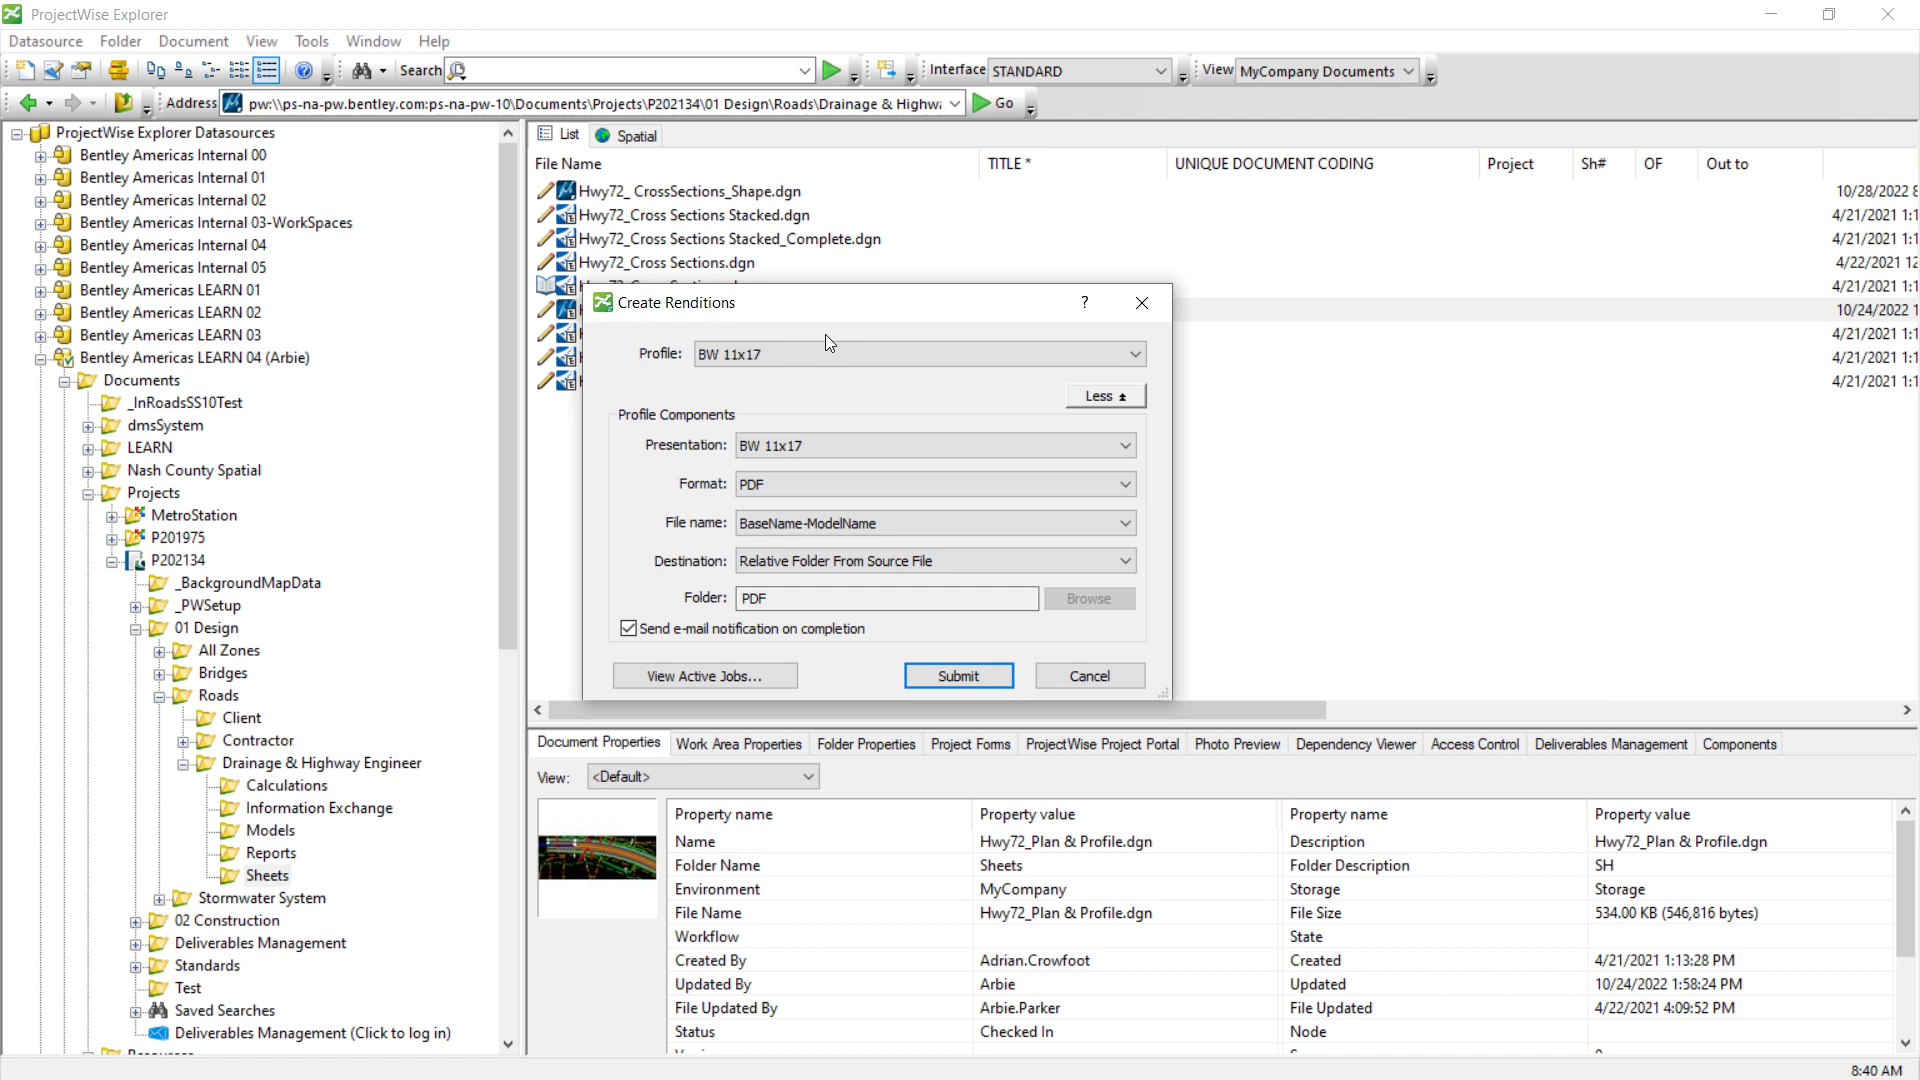 ProjectWise Explorer
Datasource Folder Document View Tools Window Help
Search
Interface STANDARD
View MyCompany Documents
Address pw:\\ps-na-pw.bentley.com:ps-na-pw-10\Documents\Projects\P202134\01 Design\Roads\Drainage & Highw
Go
ProjectWise Explorer Datasources
Bentley Americas Internal 00
Bentley Americas Internal 01
Bentley Americas Internal 02
Bentley Americas Internal 03-WorkSpaces
Bentley Americas Internal 04
Bentley Americas Internal 05
Bentley Americas LEARN 01
Bentley Americas LEARN 02
Bentley Americas LEARN 03
Bentley Americas LEARN 04 (Arbie)
Documents
_InRoadsSS10Test
dmsSystem
LEARN
Nash County Spatial
Projects
MetroStation
P201975
P202134
_BackgroundMapData
_PWSetup
01 Design
All Zones
Bridges
Roads
Client
Contractor
Drainage & Highway Engineer
Calculations
Information Exchange
Models
Reports
Sheets
Stormwater System
02 Construction
Deliverables Management
Standards
Test
Saved Searches
Deliverables Management (Click to log in)
List Spatial
File Name TITLE * UNIQUE DOCUMENT CODING Project Sh# OF Out to
Hwy72_ CrossSections_Shape.dgn 10/28/2022 8
Hwy72_Cross Sections Stacked.dgn 4/21/2021 1:1
Hwy72_Cross Sections Stacked_Complete.dgn 4/21/2021 1:1
Hwy72_Cross Sections.dgn 4/22/2021 12
4/21/2021 1:1
10/24/2022 1
4/21/2021 1:1
4/21/2021 1:1
4/21/2021 1:1
Create Renditions ?
Profile: BW 11x17
Less
Profile Components
Presentation: BW 11x17
Format: PDF
File name: BaseName-ModelName
Destination: Relative Folder From Source File
Folder: PDF Browse
Send e-mail notification on completion
View Active Jobs... Submit Cancel
Document Properties Work Area Properties Folder Properties Project Forms ProjectWise Project Portal Photo Preview Dependency Viewer Access Control Deliverables Management Components
View: <Default>
Property name Property value Property name Property value
Name Hwy72_Plan & Profile.dgn Description Hwy72_Plan & Profile.dgn
Folder Name Sheets Folder Description SH
Environment MyCompany Storage Storage
File Name Hwy72_Plan & Profile.dgn File Size 534.00 KB (546,816 bytes)
Workflow State
Created By Adrian.Crowfoot Created 4/21/2021 1:13:28 PM
Updated By Arbie Updated 10/24/2022 1:58:24 PM
File Updated By Arbie.Parker File Updated 4/22/2021 4:09:52 PM
Status Checked In Node
8:40 AM